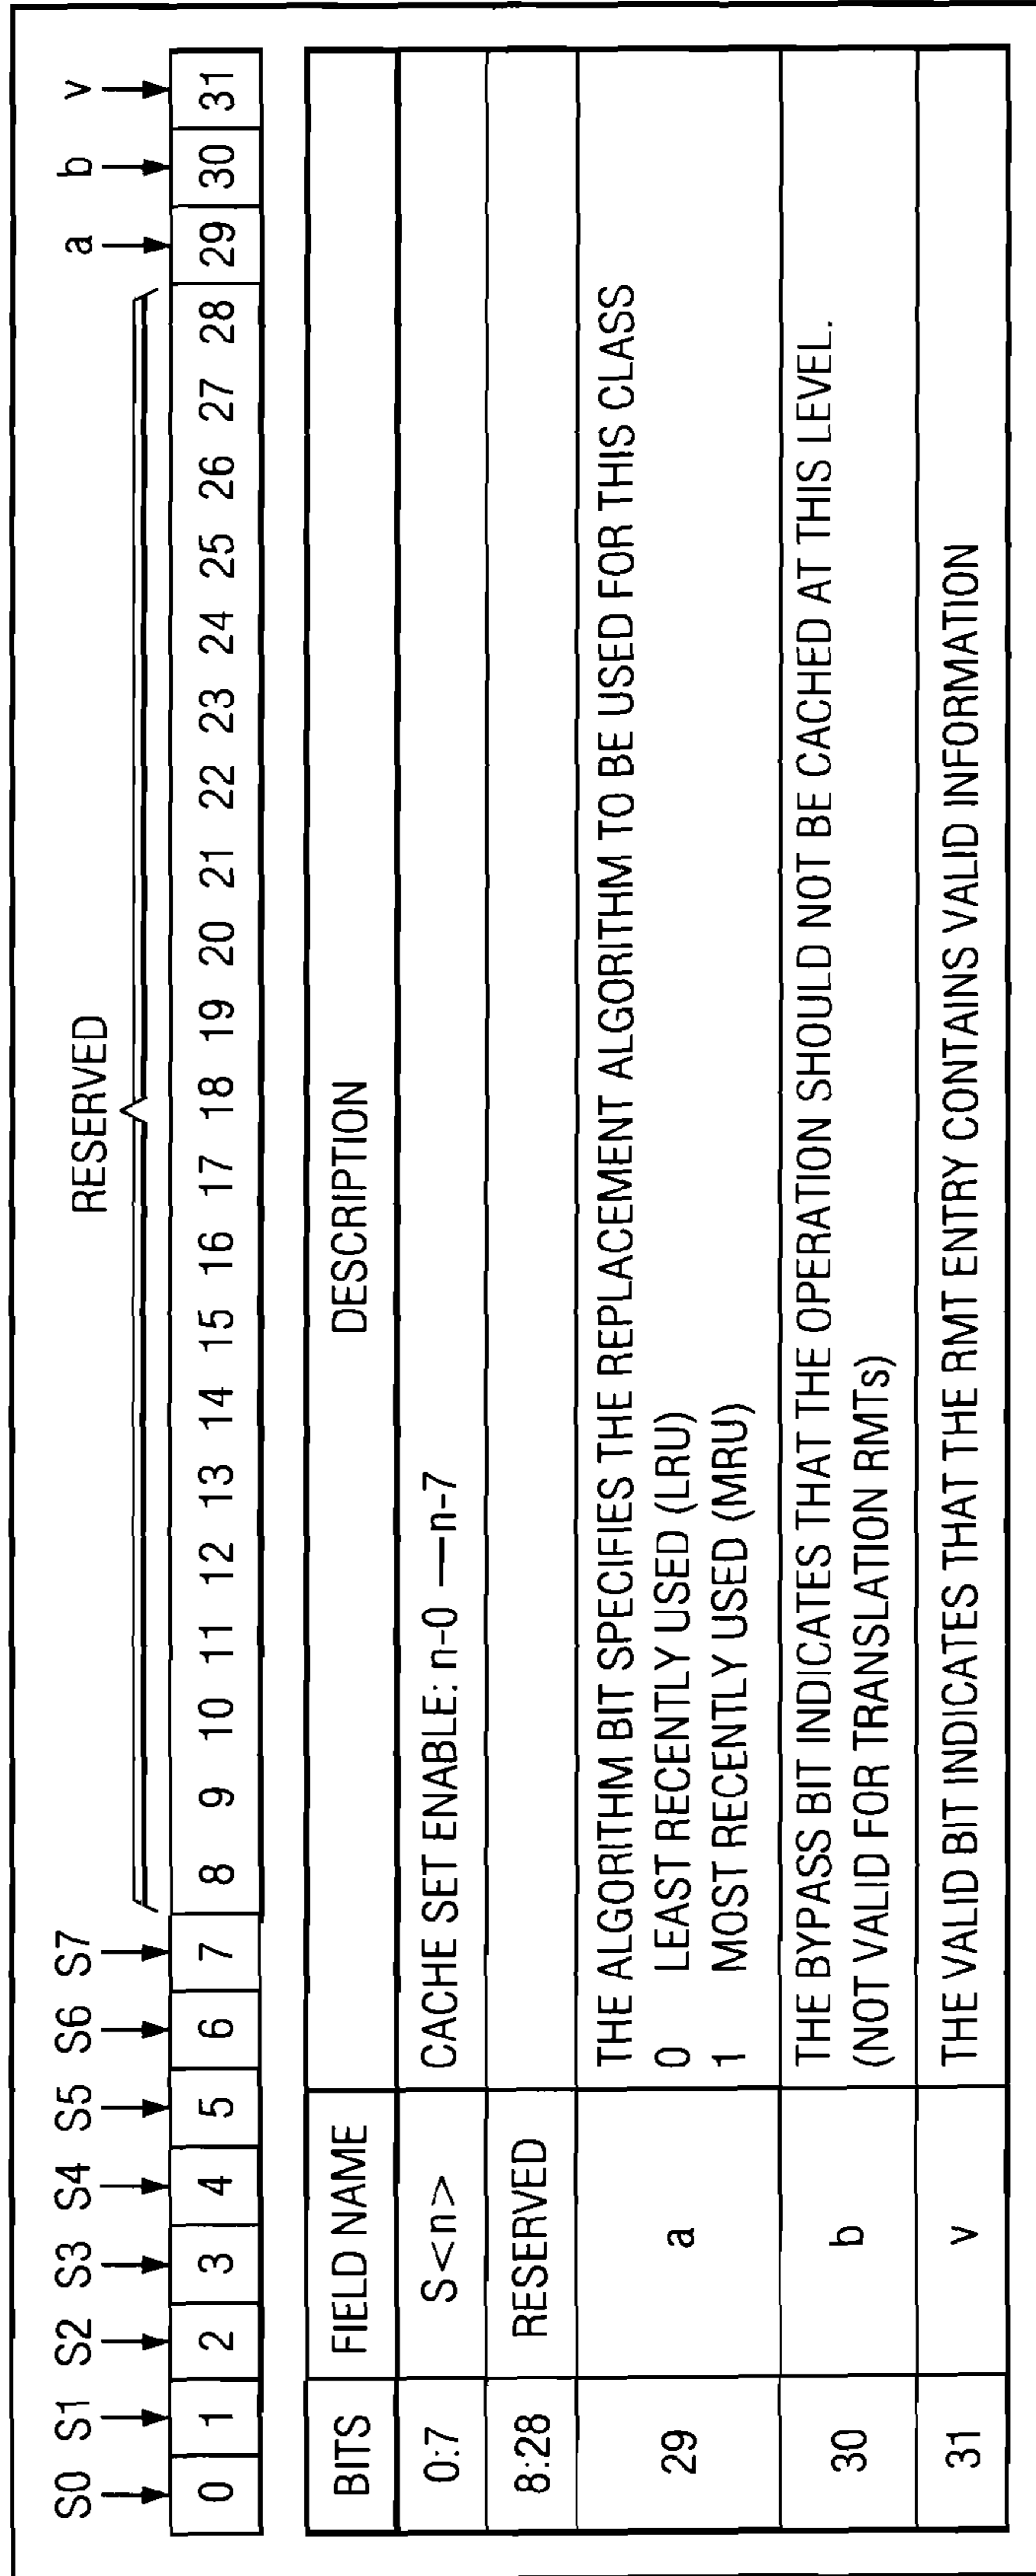 S0 S1 S2 S3 S4 S5 S6 S7 RESERVED a b v
0 1 2 3 4 5 6 7 8 9 10 11 12 13 14 15 16 17 18 19 20 21 22 23 24 25 26 27 28 29 30 31
BITS FIELD NAME DESCRIPTION
0:7 S<n> CACHE SET ENABLE: n-0 —n-7
8:28 RESERVED
29 a THE ALGORITHM BIT SPECIFIES THE REPLACEMENT ALGORITHM TO BE USED FOR THIS CLASS
0 LEAST RECENTLY USED (LRU)
1 MOST RECENTLY USED (MRU)
30 b THE BYPASS BIT INDICATES THAT THE OPERATION SHOULD NOT BE CACHED AT THIS LEVEL.
(NOT VALID FOR TRANSLATION RMTs)
31 v THE VALID BIT INDICATES THAT THE RMT ENTRY CONTAINS VALID INFORMATION